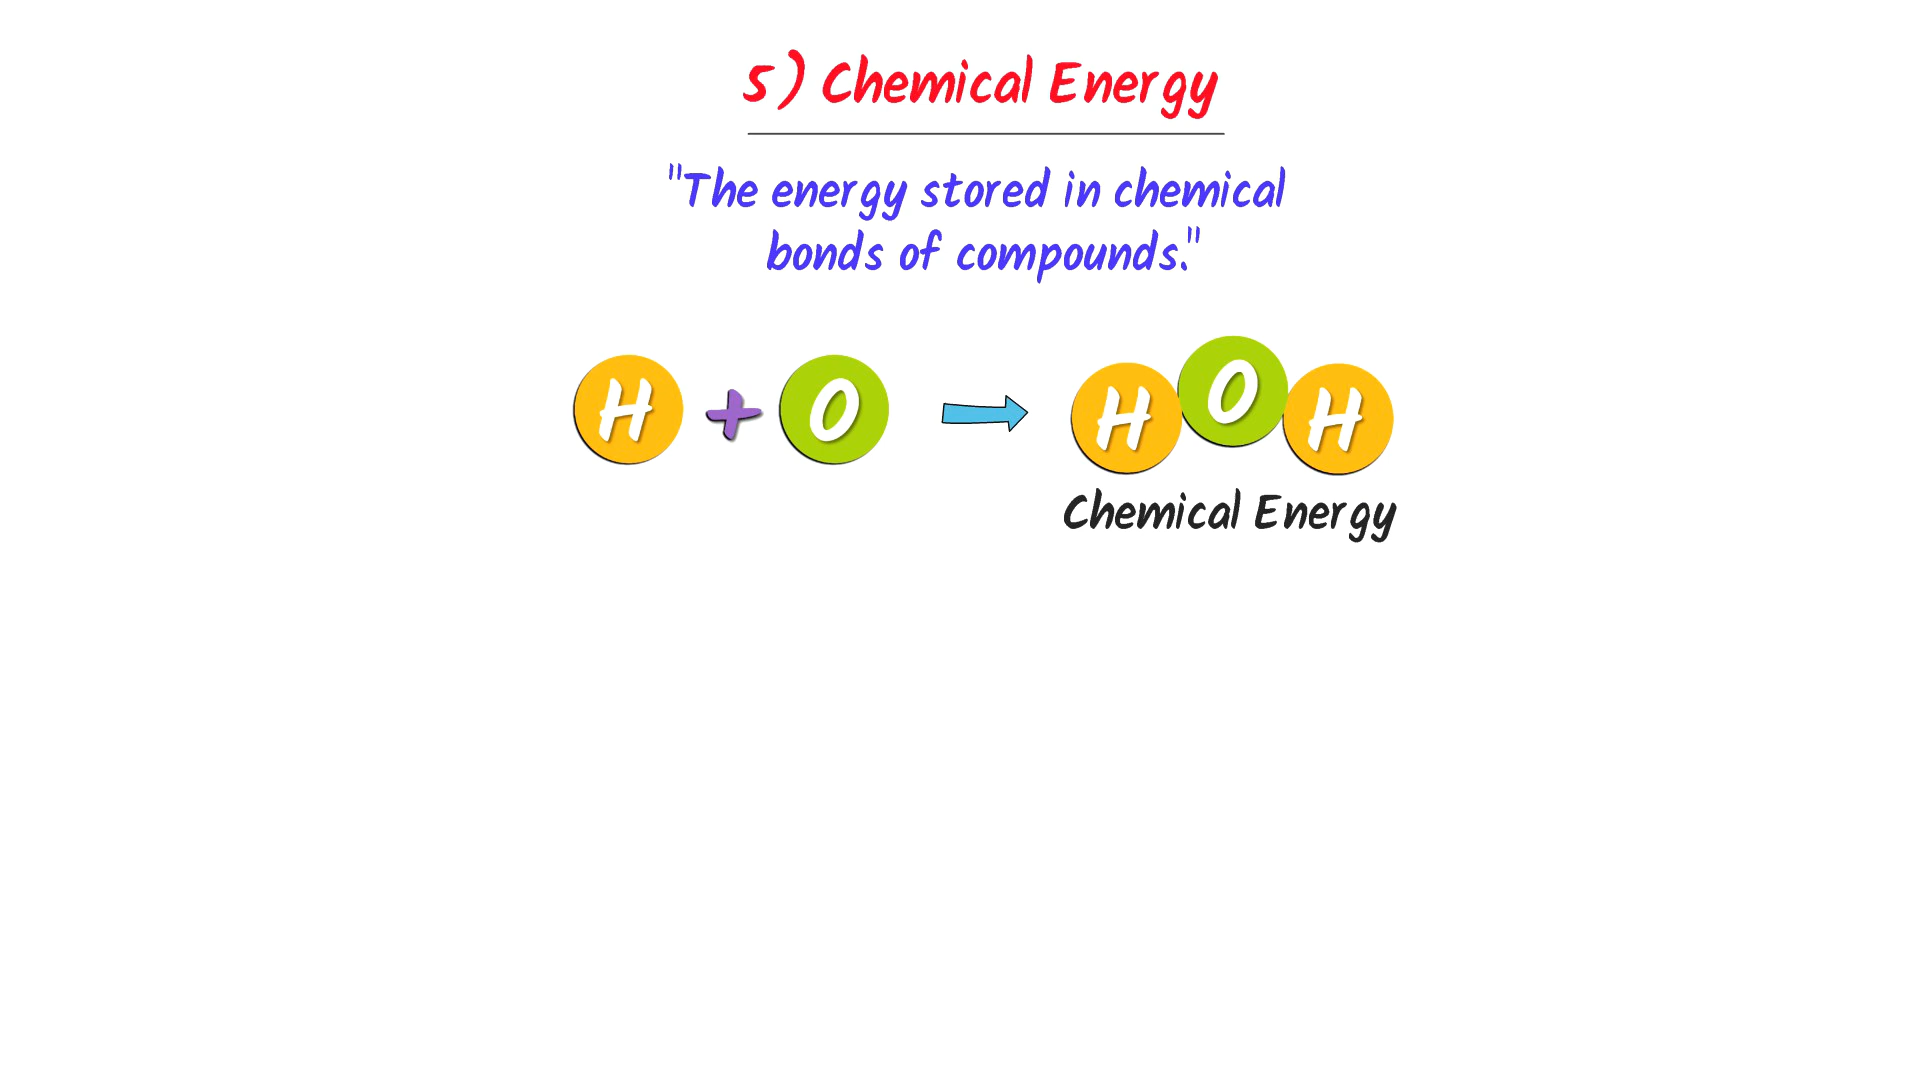 5) Chemical Energy
"The energy stored in chemical
bonds of compounds."
H + O → H O H
Chemical Energy